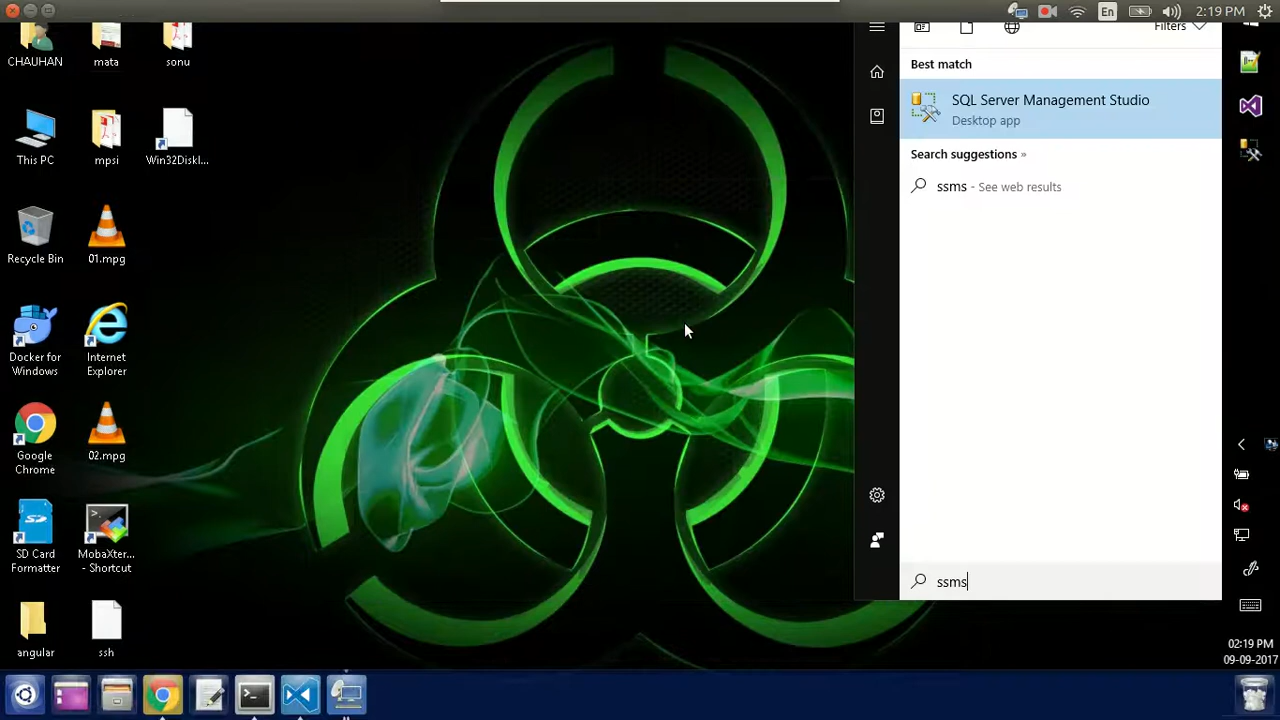 En
2:19 PM
CHAUHAN
mata
sonu
Filters
Best match
SQL Server Management Studio
Desktop app
Search suggestions »
ssms - See web results
This PC
mpsi
Win32DiskI...
Recycle Bin
01.mpg
Docker for
Windows
Internet
Explorer
Google
Chrome
02.mpg
SD Card
Formatter
MobaXter...
- Shortcut
ssms
angular
ssh
02:19 PM
09-09-2017